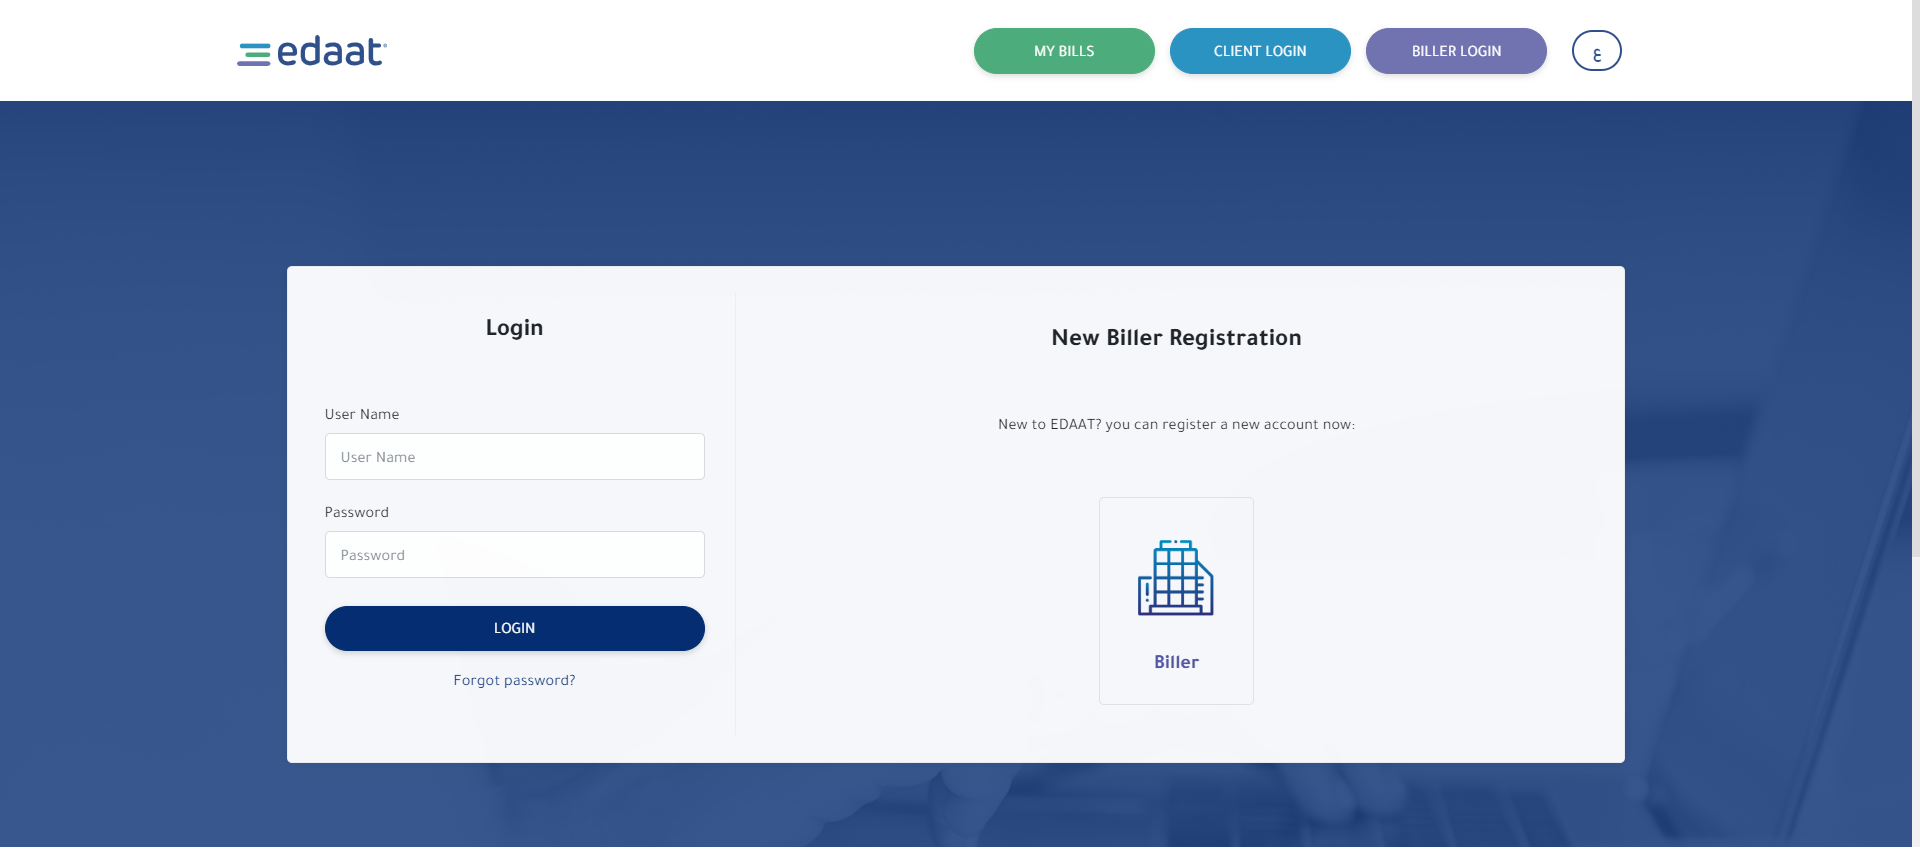 edaat
MY BILLS
CLIENT LOGIN
BILLER LOGIN
ع
Login
User Name
User Name
Password
Password
LOGIN
Forgot password?
New Biller Registration
New to EDAAT? you can register a new account now:
Biller